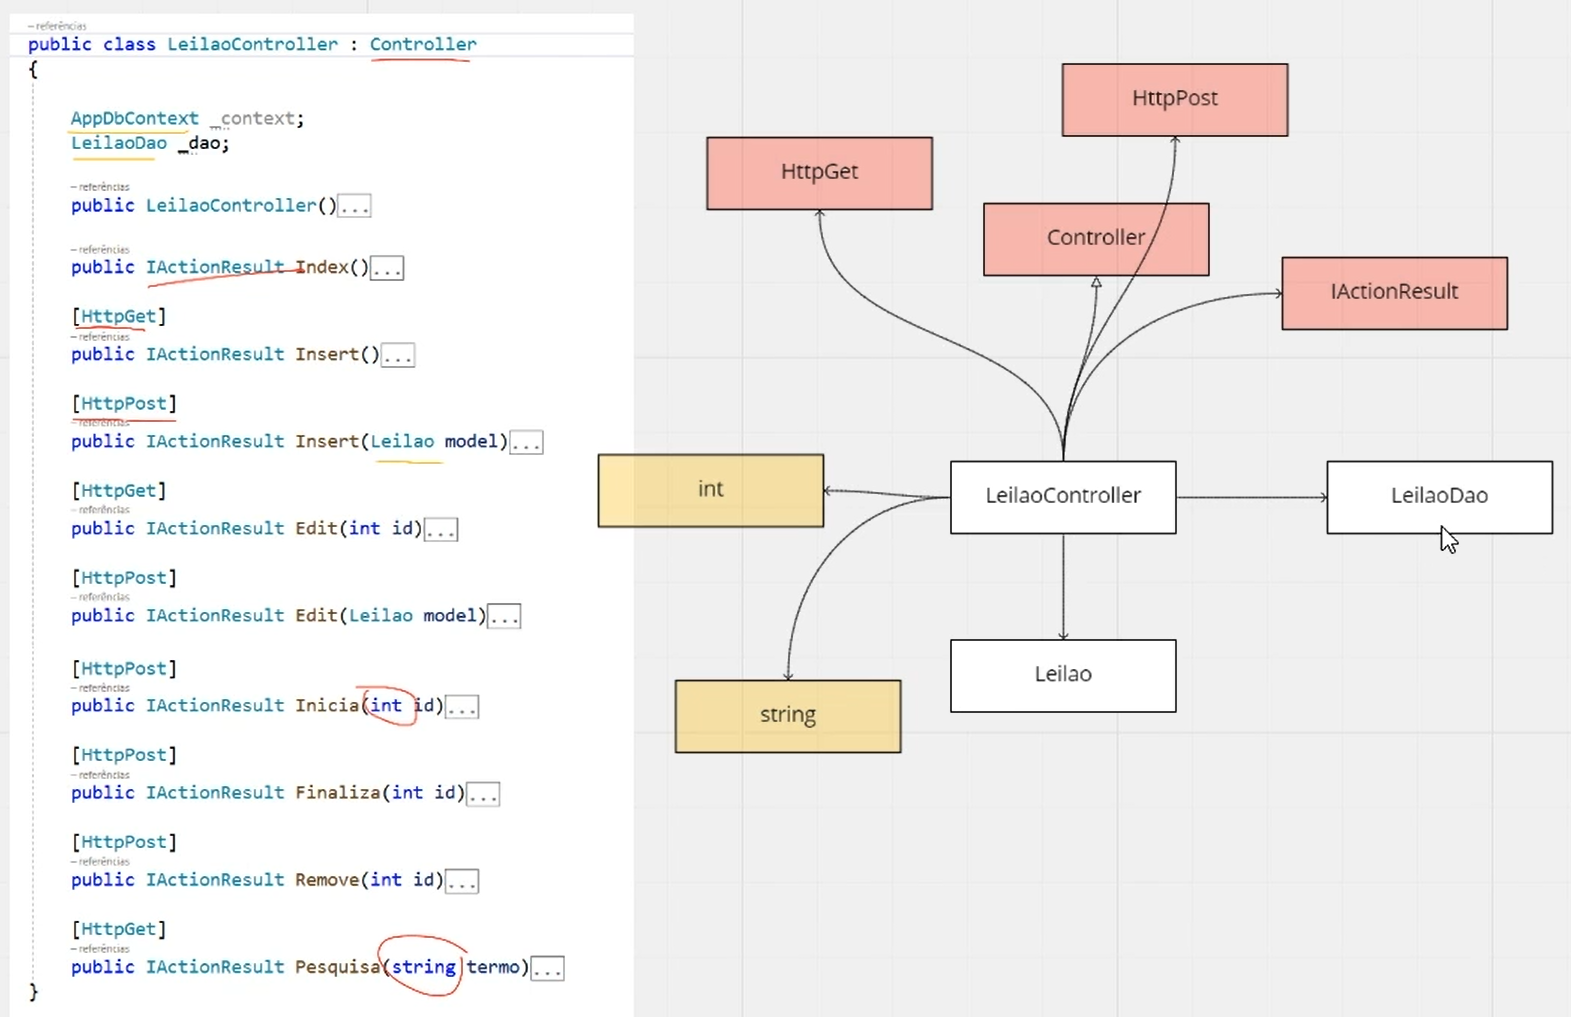 – referências
public class LeilaoController : Controller
{
AppDbContext _context;
LeilaoDao _dao;
– referências
public LeilaoController()...
– referências
public IActionResult Index()...
[HttpGet]
– referências
public IActionResult Insert()...
[HttpPost]
– referências
public IActionResult Insert(Leilao model)...
[HttpGet]
– referências
public IActionResult Edit(int id)...
[HttpPost]
– referências
public IActionResult Edit(Leilao model)...
[HttpPost]
– referências
public IActionResult Inicia(int id)...
[HttpPost]
– referências
public IActionResult Finaliza(int id)...
[HttpPost]
– referências
public IActionResult Remove(int id)...
[HttpGet]
– referências
public IActionResult Pesquisa(string termo)...
}
HttpPost
HttpGet
Controller
IActionResult
int
LeilaoController
LeilaoDao
Leilao
string